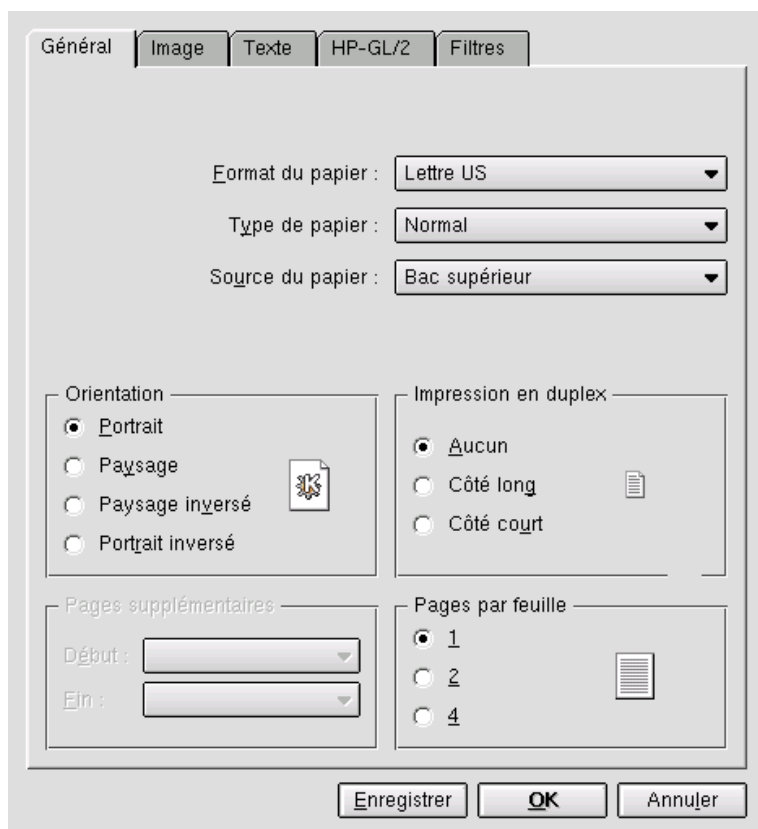 Général Image Texte HP-GL/2 Filtres
Format du papier : Lettre US
Type de papier : Normal
Source du papier : Bac supérieur
Orientation
Portrait
Paysage
Paysage inversé
Portrait inversé
Impression en duplex
Aucun
Côté long
Côté court
Pages supplémentaires
Début :
Fin :
Pages par feuille
1
2
4
Enregistrer OK Annuler